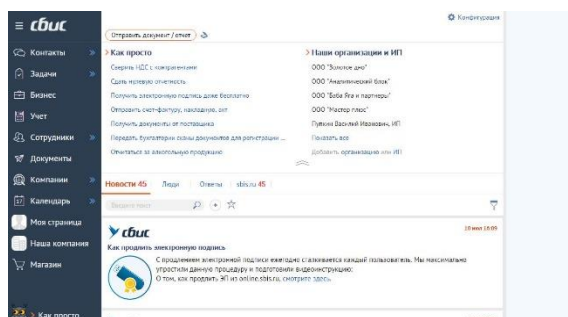 сбис
Конфигурация
Отправить документ / отчет
Контакты
Задачи
Бизнес
Учет
Сотрудники
Документы
Компании
Календарь
Моя страница
Наша компания
Магазин
Как просто
Как просто
Сверить НДС с контрагентами
Сдать нулевую отчетность
Получить электронную подпись даже бесплатно
Отправить счет-фактуру, накладную, акт
Получить документы от поставщика
Передать бухгалтерии сканы документов для регистрации ...
Отчитаться за алкогольную продукцию
Наши организации и ИП
ООО "Золотое дно"
ООО "Аналитический блок"
ООО "Баба Яга и партнеры"
ООО "Мастер плюс"
Пупкин Василий Иванович, ИП
Показать все
Добавить организацию или ИП
Новости 45 Люди Ответы sbis.ru 45
Введите текст
сбис
18 июл 18:09
Как продлить электронную подпись
С продлением электронной подписи ежегодно сталкивается каждый пользователь. Мы максимально
упростили данную процедуру и подготовили видеоинструкцию:
О том, как продлить ЭП из online.sbis.ru, смотрите здесь.